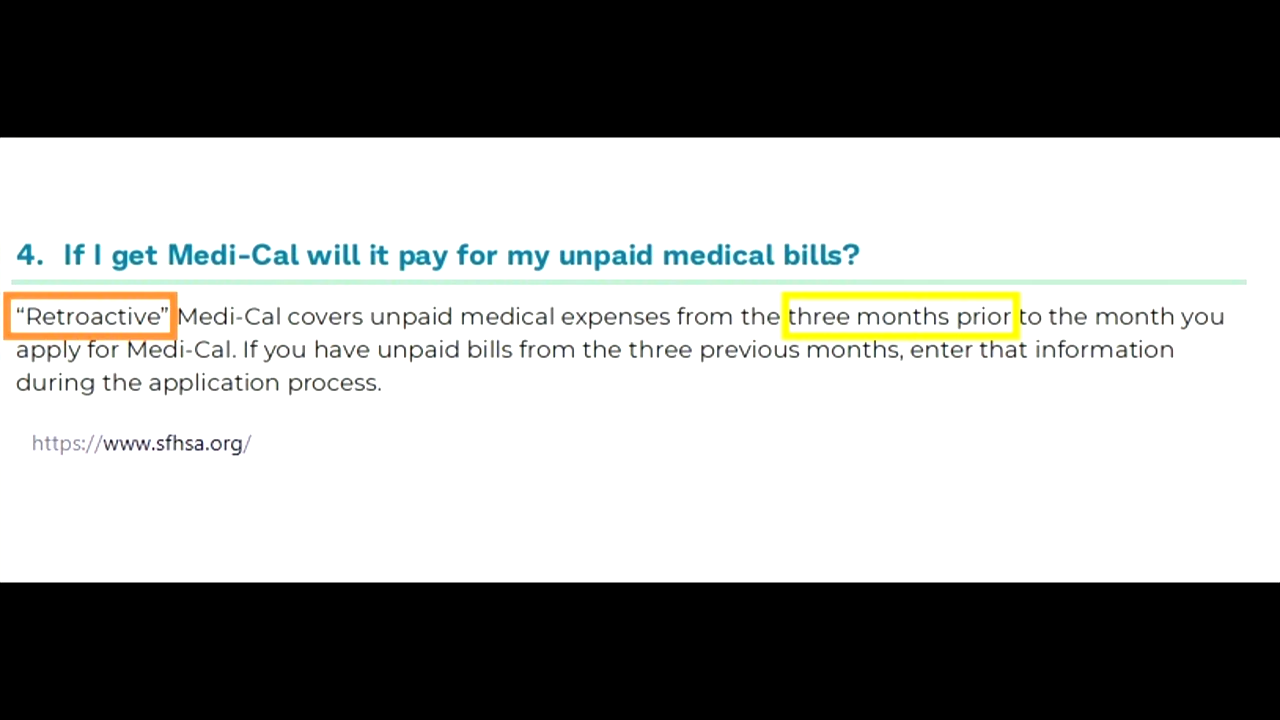 4. If I get Medi-Cal will it pay for my unpaid medical bills?
“Retroactive” Medi-Cal covers unpaid medical expenses from the three months prior to the month you
apply for Medi-Cal. If you have unpaid bills from the three previous months, enter that information
during the application process.
https://www.sfhsa.org/